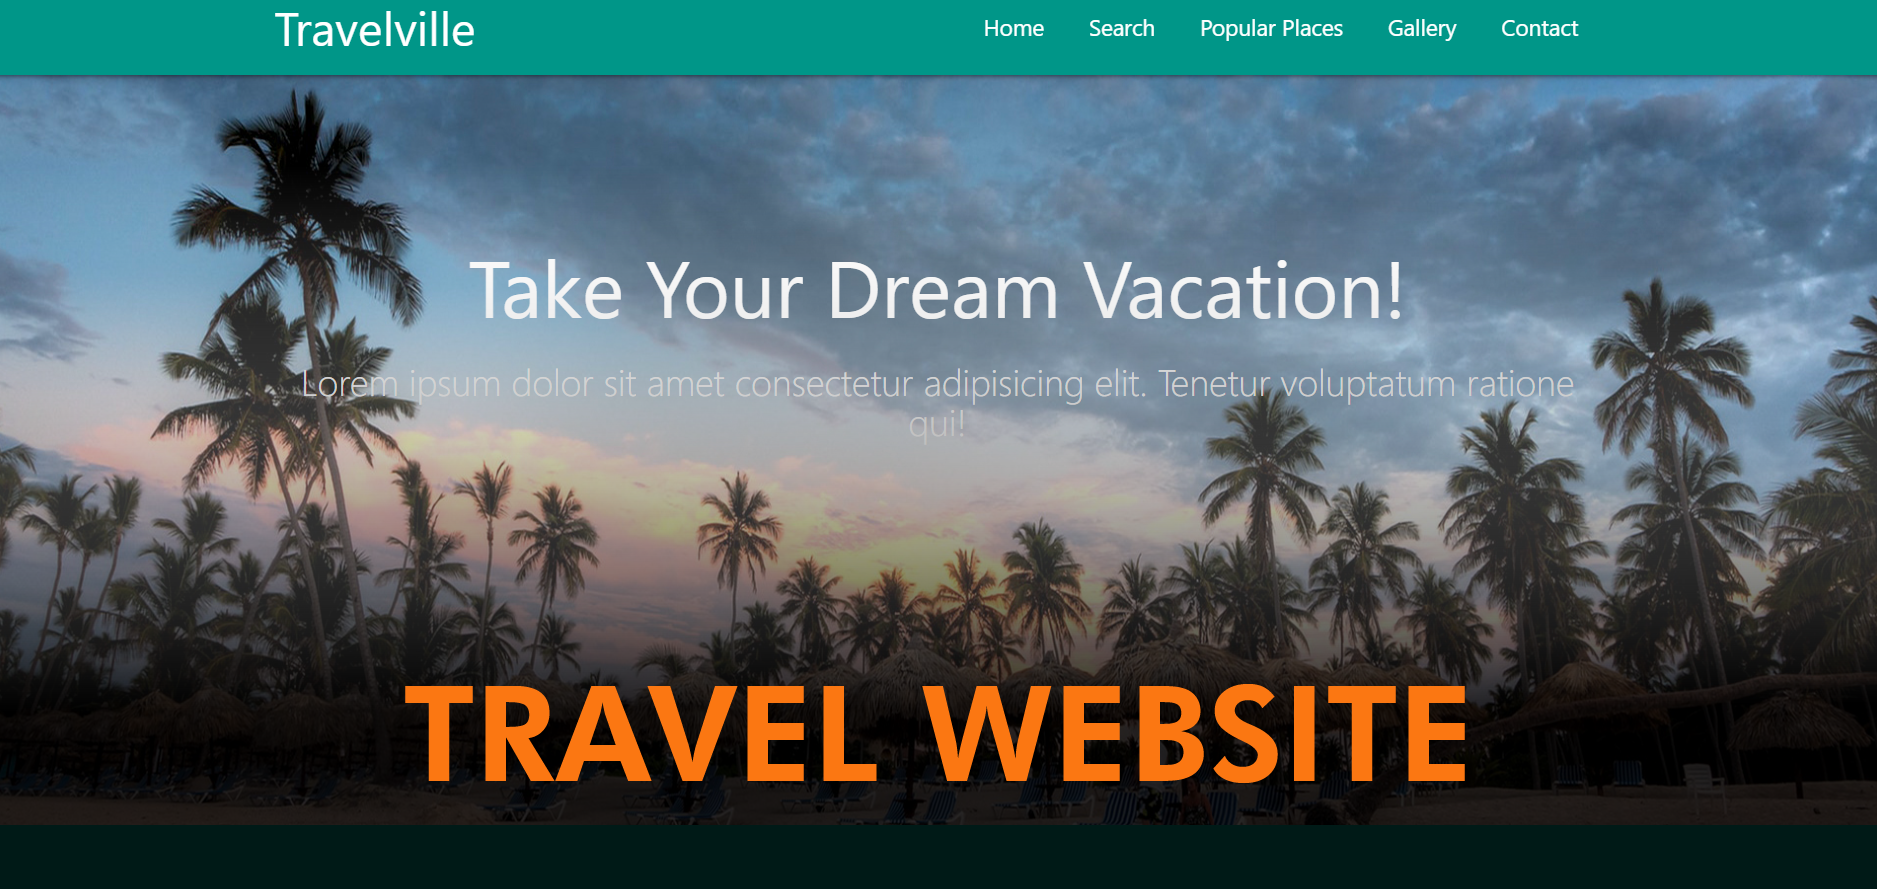 Travelville
Home Search Popular Places Gallery Contact
Take Your Dream Vacation!
Lorem ipsum dolor sit amet consectetur adipisicing elit. Tenetur voluptatum ratione
qui!
TRAVEL WEBSITE